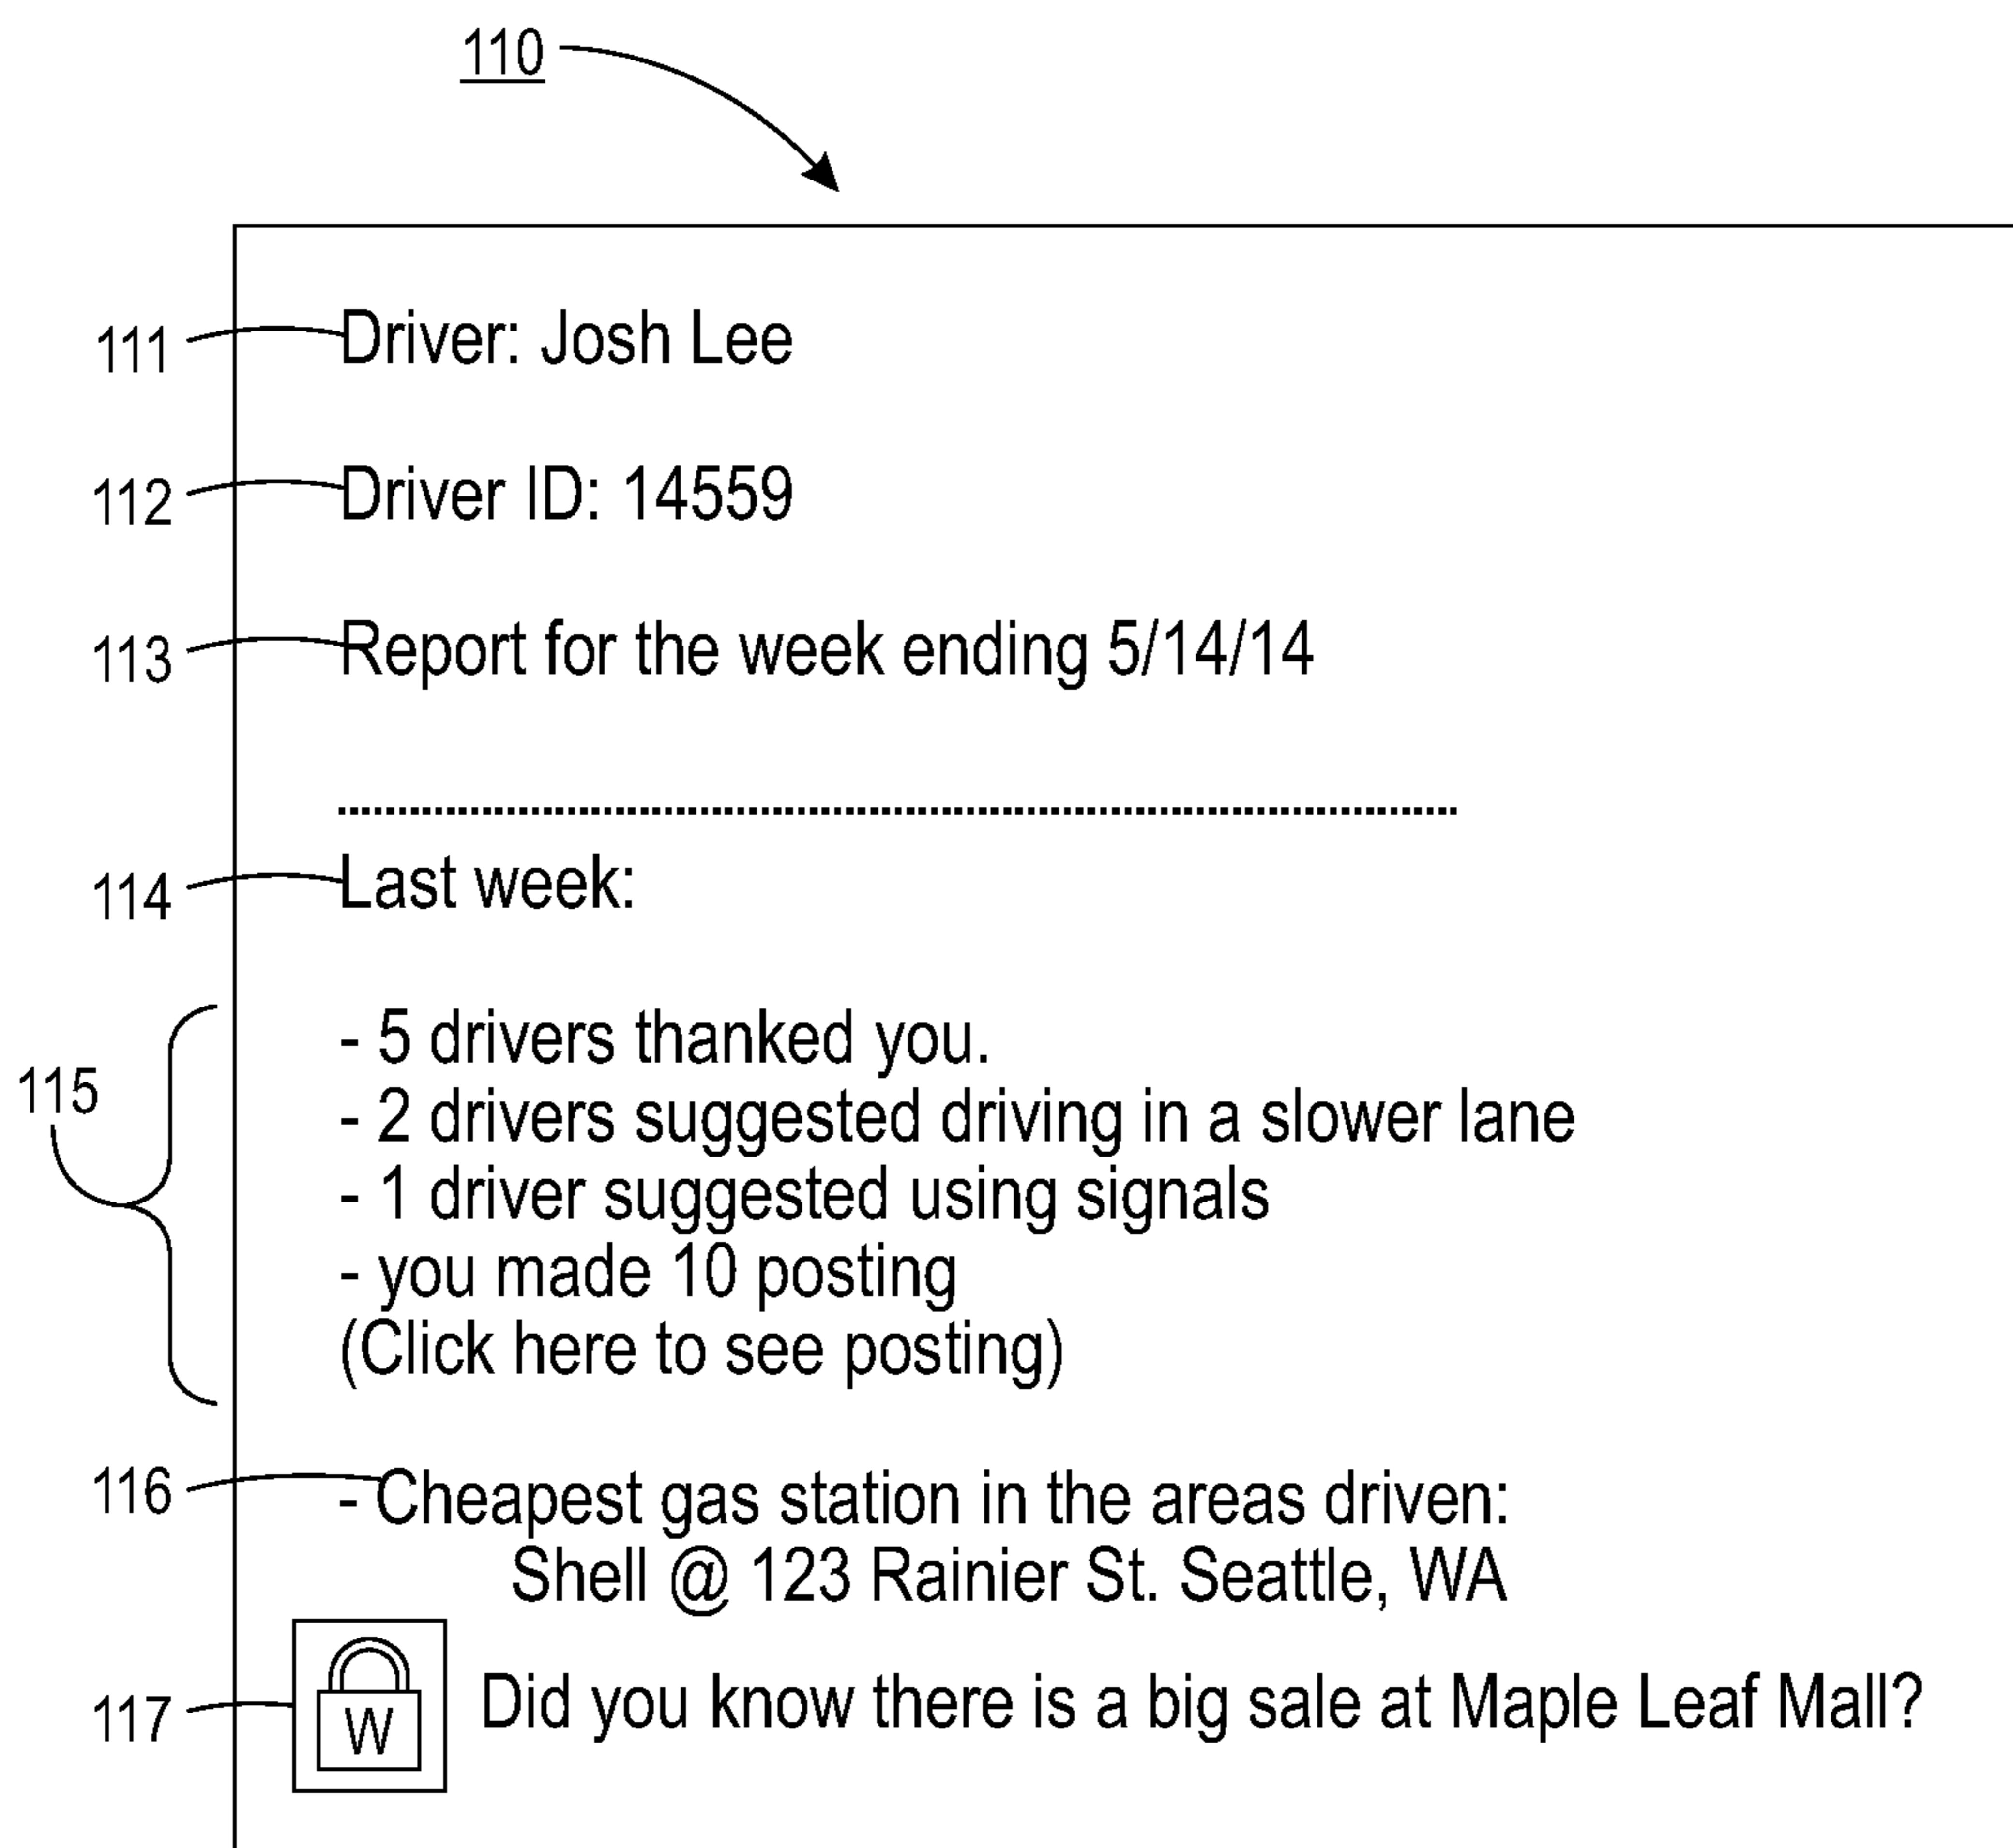 110
111 Driver: Josh Lee
112 Driver ID: 14559
113 Report for the week ending 5/14/14
114 Last week:
- 5 drivers thanked you.
115 - 2 drivers suggested driving in a slower lane
- 1 driver suggested using signals
- you made 10 posting
(Click here to see posting)
116 - Cheapest gas station in the areas driven:
Shell @ 123 Rainier St. Seattle, WA
117 W Did you know there is a big sale at Maple Leaf Mall?